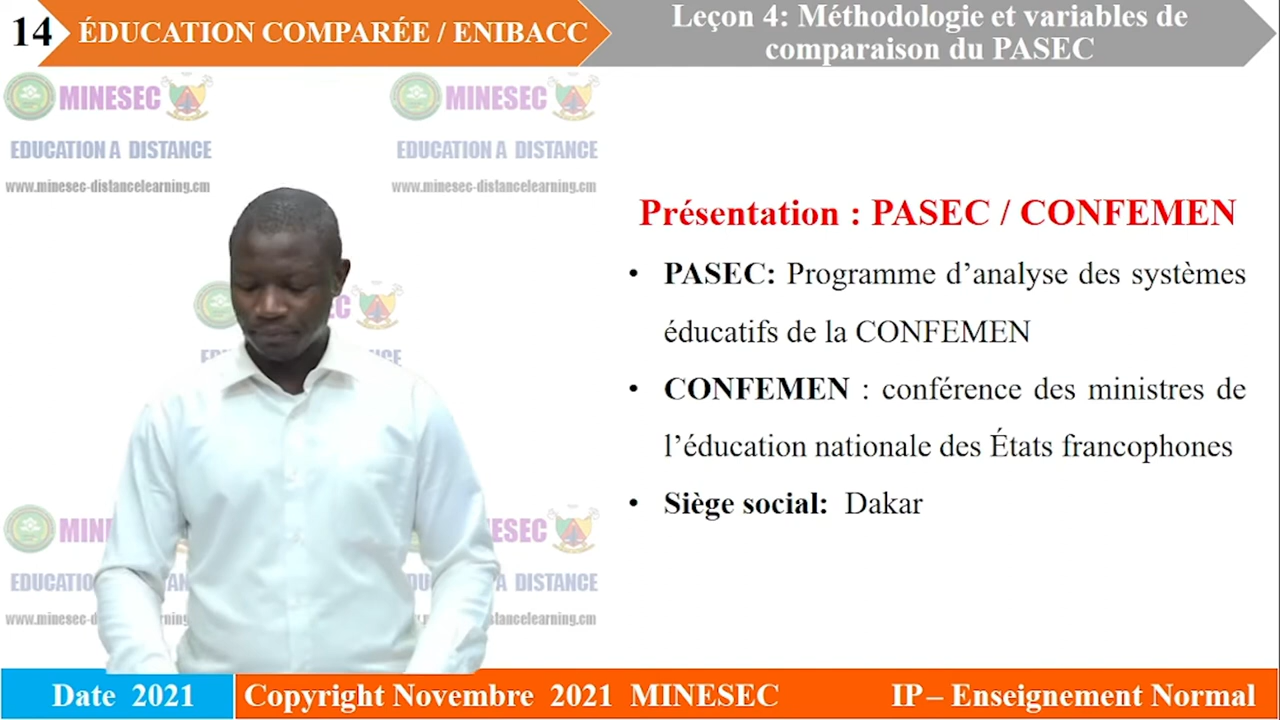 14
ÉDUCATION COMPARÉE / ENIBACC
Leçon 4: Méthodologie et variables de
comparaison du PASEC
MINESEC
MINESEC
EDUCATION A DISTANCE
EDUCATION A DISTANCE
www.minesec-distancelearning.cm
www.minesec-distancelearning.cm
Présentation : PASEC / CONFEMEN
• PASEC: Programme d’analyse des systèmes
éducatifs de la CONFEMEN
• CONFEMEN : conférence des ministres de
l’éducation nationale des États francophones
• Siège social: Dakar
Date 2021
Copyright Novembre 2021 MINESEC
IP – Enseignement Normal